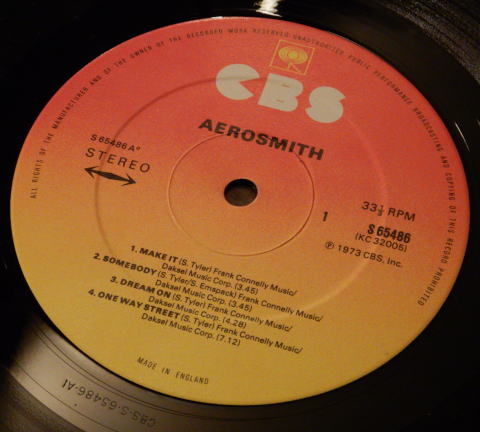 ALL RIGHTS OF THE MANUFACTURER AND OF THE OWNER OF THE RECORDED WORK RESERVED UNAUTHORIZED PUBLIC PERFORMANCE BROADCASTING AND COPYING OF THIS RECORD PROHIBITED
CBS
AEROSMITH
S 65486 A°
STEREO
33⅓ RPM
1
S 65486
(KC 32005)
℗ 1973 CBS, Inc.
1. MAKE IT (S. Tyler) Frank Connelly Music/
Daksel Music Corp. (3.45)
2. SOMEBODY (S. Tyler/S. Emspack) Frank Connelly Music/
Daksel Music Corp. (3.45)
3. DREAM ON (S. Tyler) Frank Connelly Music/
Daksel Music Corp. (4.28)
4. ONE WAY STREET (S. Tyler) Frank Connelly Music/
Daksel Music Corp. (7.12)
MADE IN ENGLAND
CBS-S-65486-A1